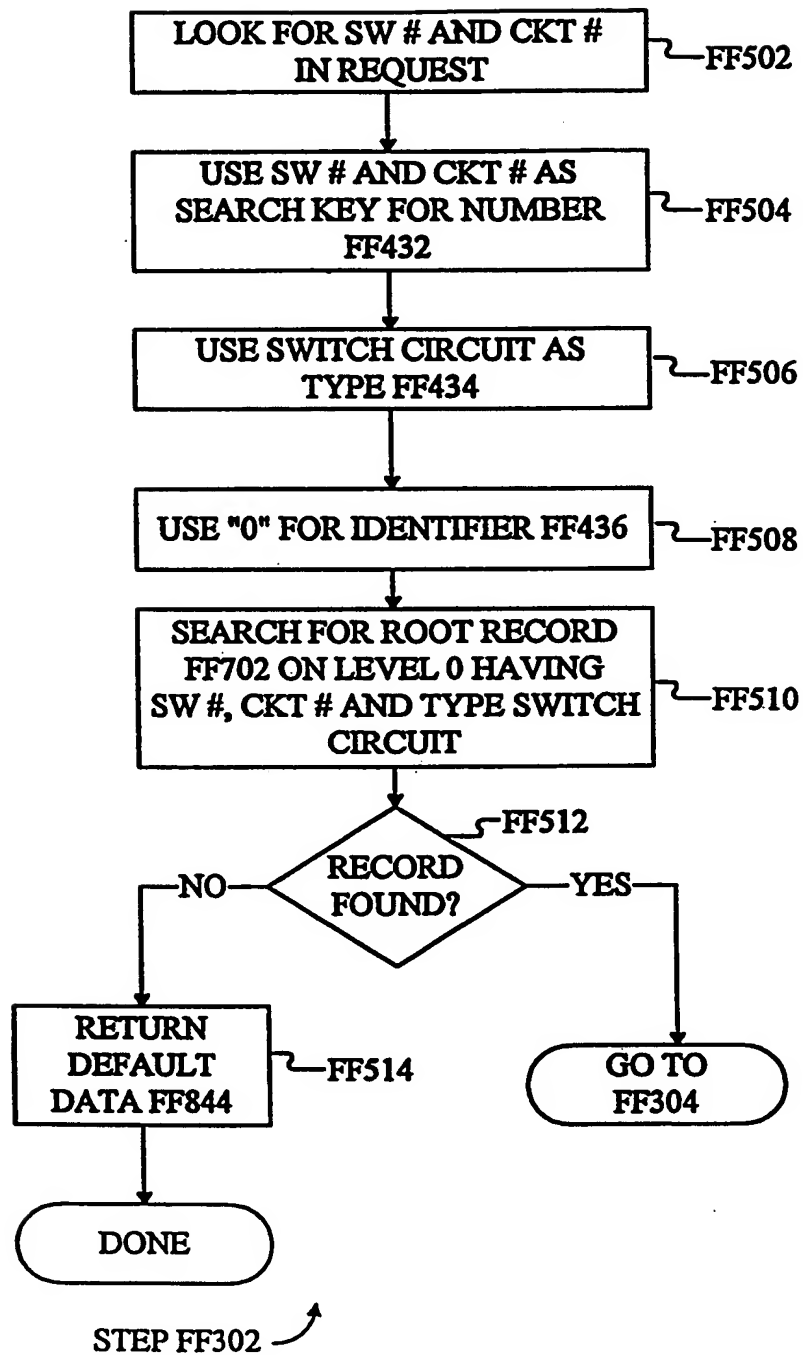 LOOK FOR SW # AND CKT #
IN REQUEST
FF502
USE SW # AND CKT # AS
SEARCH KEY FOR NUMBER
FF432
FF504
USE SWITCH CIRCUIT AS
TYPE FF434
FF506
USE "0" FOR IDENTIFIER FF436
FF508
SEARCH FOR ROOT RECORD
FF702 ON LEVEL 0 HAVING
SW #, CKT # AND TYPE SWITCH
CIRCUIT
FF510
FF512
RECORD
FOUND?
NO
YES
RETURN
DEFAULT
DATA FF844
FF514
GO TO
FF304
DONE
STEP FF302